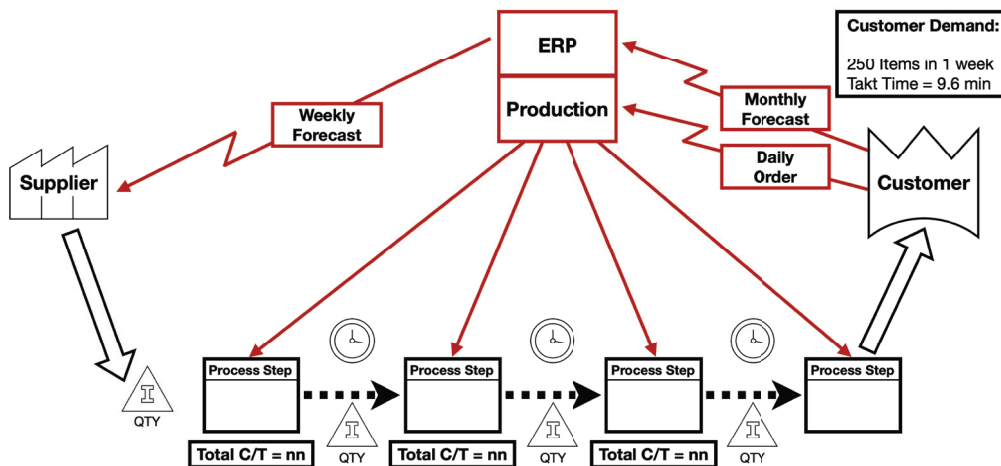 ERP
Production
Customer Demand:
250 Items in 1 week
Takt Time = 9.6 min
Weekly
Forecast
Monthly
Forecast
Daily
Order
Supplier
Customer
Process Step
Process Step
Process Step
Process Step
I
QTY
I
QTY
I
QTY
I
QTY
Total C/T = nn
Total C/T = nn
Total C/T = nn